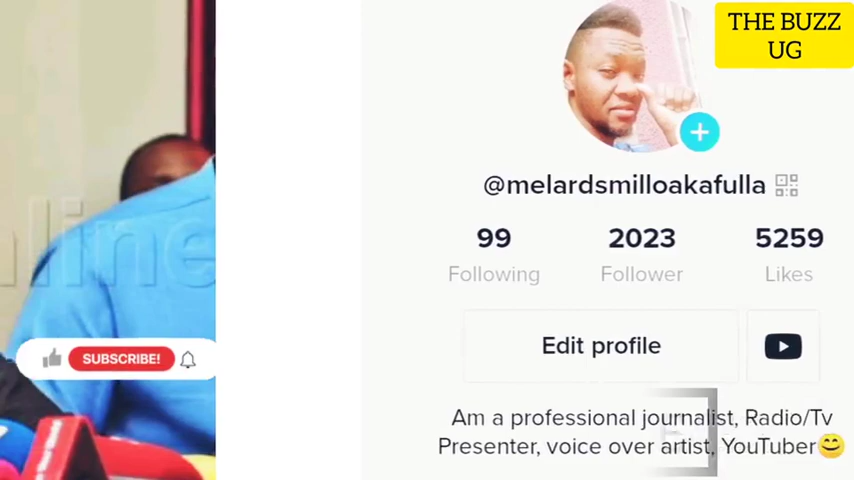 THE BUZZ
UG
@melardsmilloakafulla
99
Following
2023
Follower
5259
Likes
Edit profile
Am a professional journalist, Radio/Tv
Presenter, voice over artist, YouTuber😊
line
SUBSCRIBE!